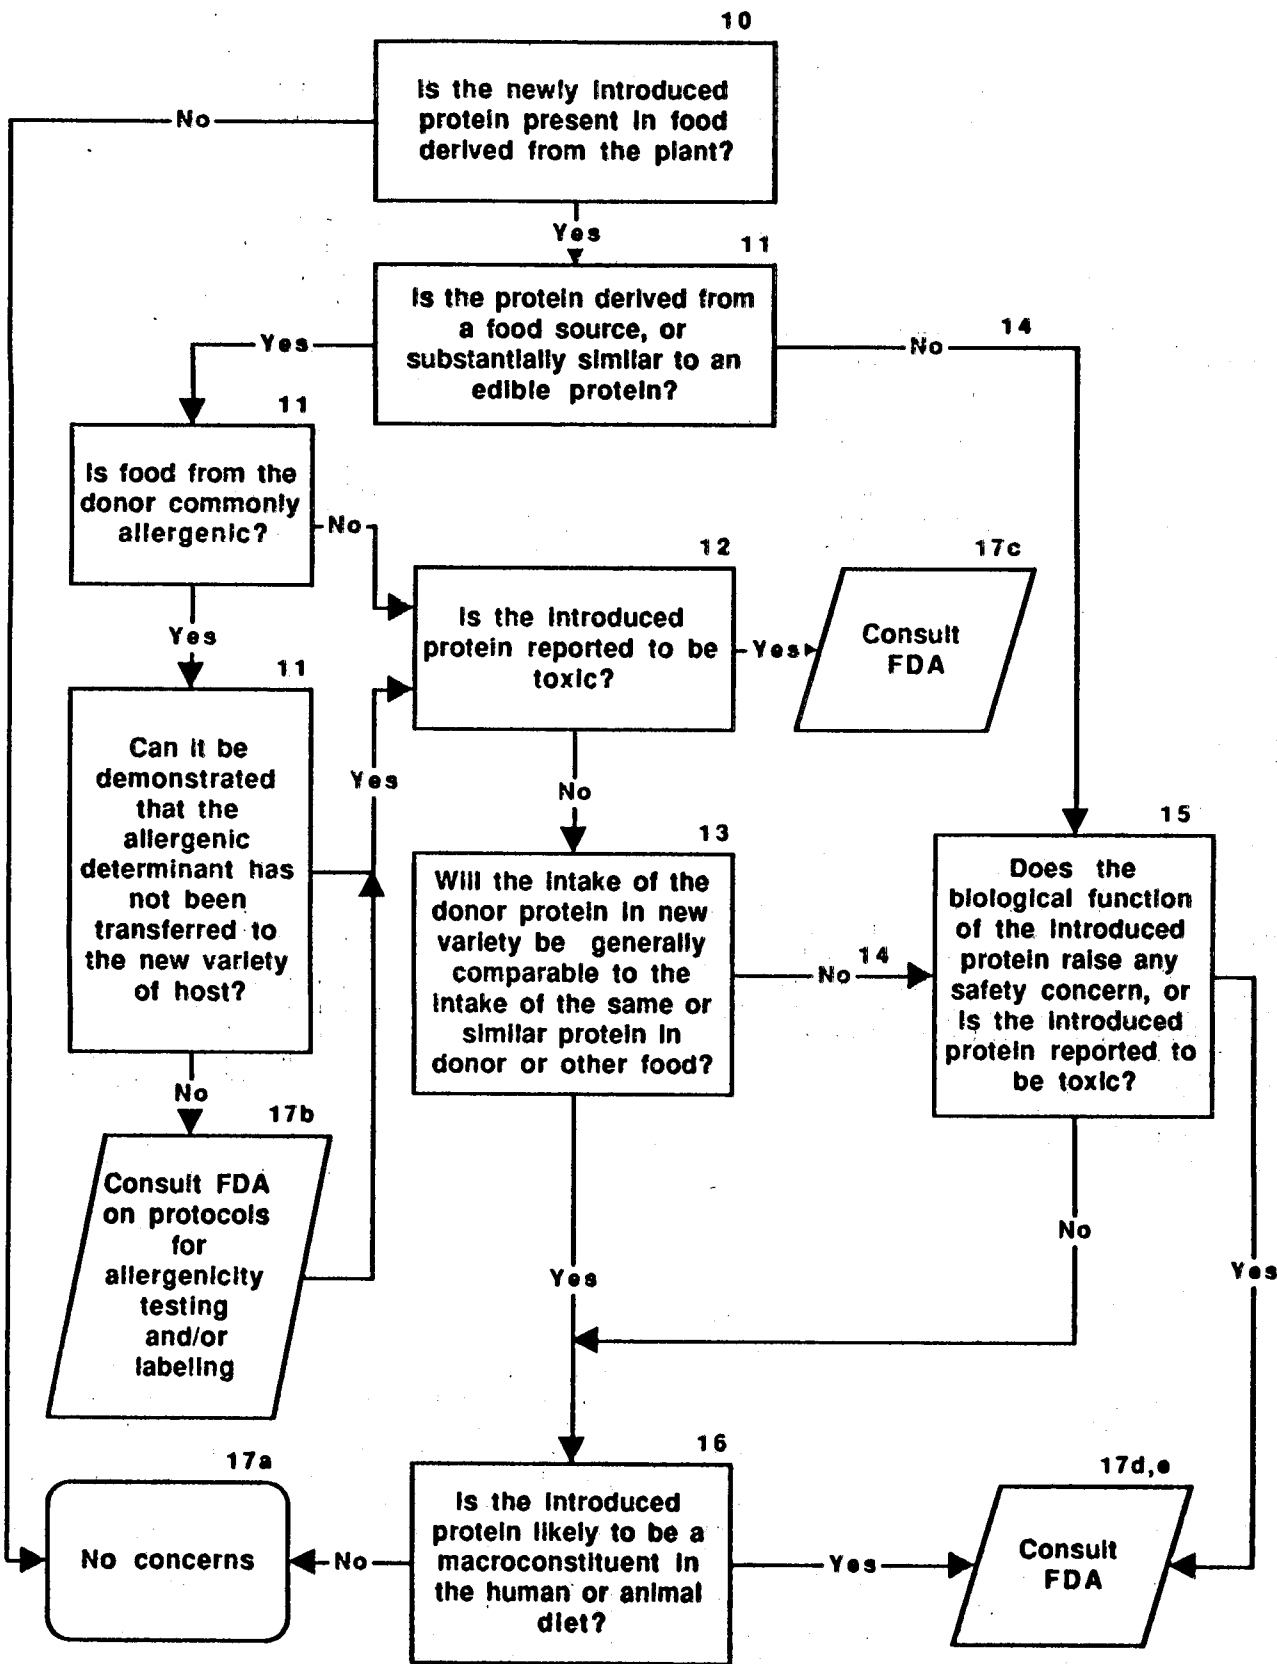 10
Is the newly introduced
protein present in food
derived from the plant?
No
Yes
11
Is the protein derived from
a food source, or
substantially similar to an
edible protein?
Yes
No
14
11
Is food from the
donor commonly
allergenic?
No
Yes
12
Is the introduced
protein reported to be
toxic?
Yes
17c
Consult
FDA
No
11
Can it be
demonstrated
that the
allergenic
determinant has
not been
transferred to
the new variety
of host?
Yes
No
13
Will the intake of the
donor protein in new
variety be generally
comparable to the
intake of the same or
similar protein in
donor or other food?
No
14
Yes
15
Does the
biological function
of the introduced
protein raise any
safety concern, or
is the introduced
protein reported to
be toxic?
No
Yes
17b
Consult FDA
on protocols
for
allergenicity
testing
and/or
labeling
17a
No concerns
16
Is the introduced
protein likely to be a
macroconstituent in
the human or animal
diet?
No
Yes
17d,e
Consult
FDA